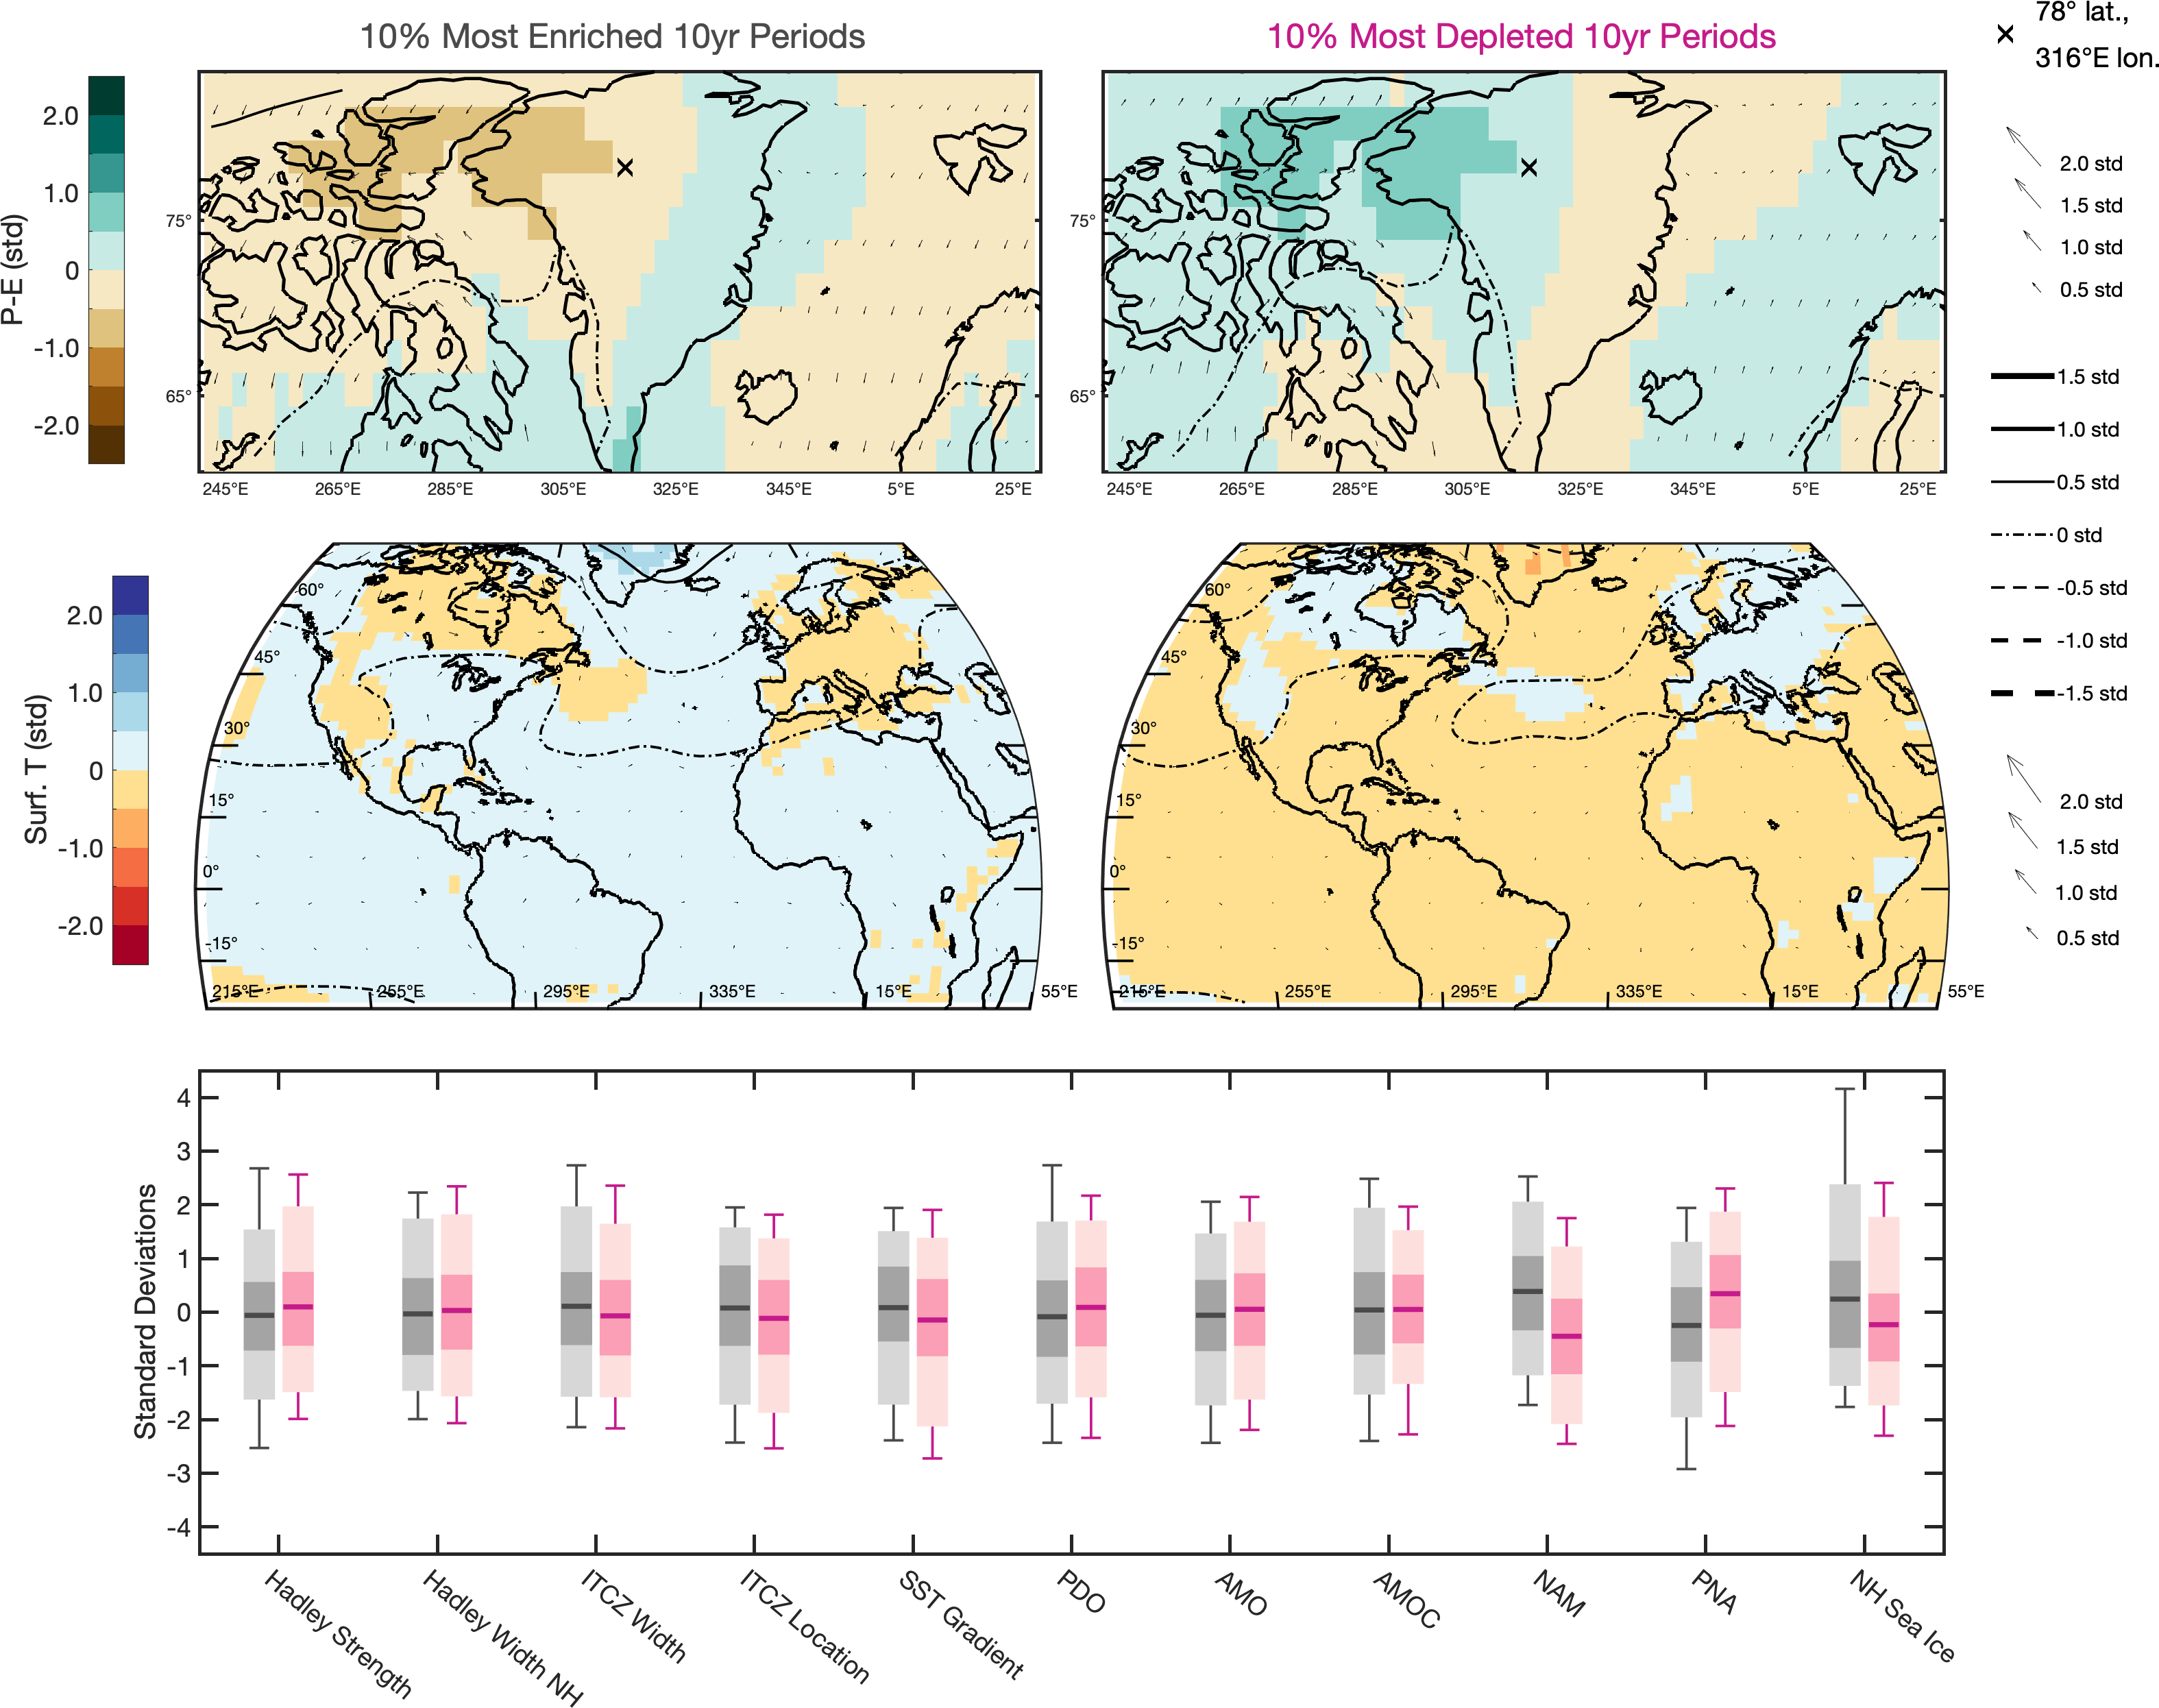 10% Most Enriched 10yr Periods
10% Most Depleted 10yr Periods
78° lat.,
316°E lon.
P-E (std)
2.0
1.0
0
-1.0
-2.0
75°
65°
245°E 265°E 285°E 305°E 325°E 345°E 5°E 25°E
75°
65°
245°E 265°E 285°E 305°E 325°E 345°E 5°E 25°E
2.0 std
1.5 std
1.0 std
0.5 std
1.5 std
1.0 std
0.5 std
0 std
-0.5 std
-1.0 std
-1.5 std
Surf. T (std)
2.0
1.0
0
-1.0
-2.0
60°
45°
30°
15°
0°
-15°
215°E 255°E 295°E 335°E 15°E 55°E
60°
45°
30°
15°
0°
-15°
215°E 255°E 295°E 335°E 15°E 55°E
2.0 std
1.5 std
1.0 std
0.5 std
Standard Deviations
4
3
2
1
0
-1
-2
-3
-4
Hadley Strength
Hadley Width NH
ITCZ Width
ITCZ Location
SST Gradient
PDO
AMO
AMOC
NAM
PNA
NH Sea Ice